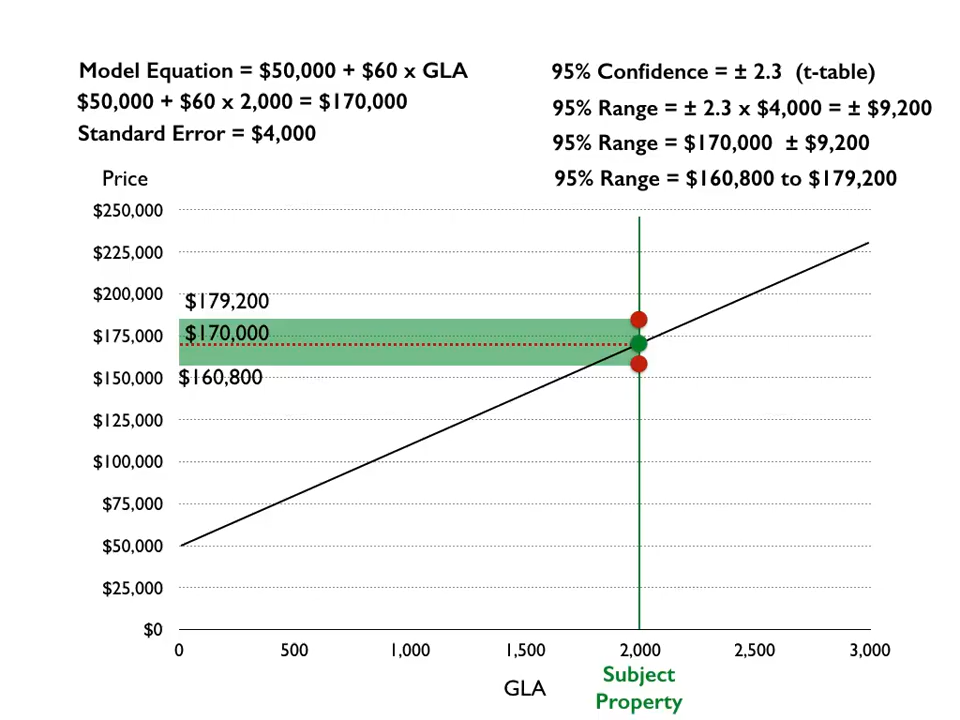 Model Equation = $50,000 + $60 x GLA
$50,000 + $60 x 2,000 = $170,000
Standard Error = $4,000
95% Confidence = ± 2.3 (t-table)
95% Range = ± 2.3 x $4,000 = ± $9,200
95% Range = $170,000 ± $9,200
95% Range = $160,800 to $179,200
Price
$250,000
$225,000
$200,000
$179,200
$175,000
$170,000
$150,000
$160,800
$125,000
$100,000
$75,000
$50,000
$25,000
$0
0 500 1,000 1,500 2,000 2,500 3,000
Subject
Property
GLA